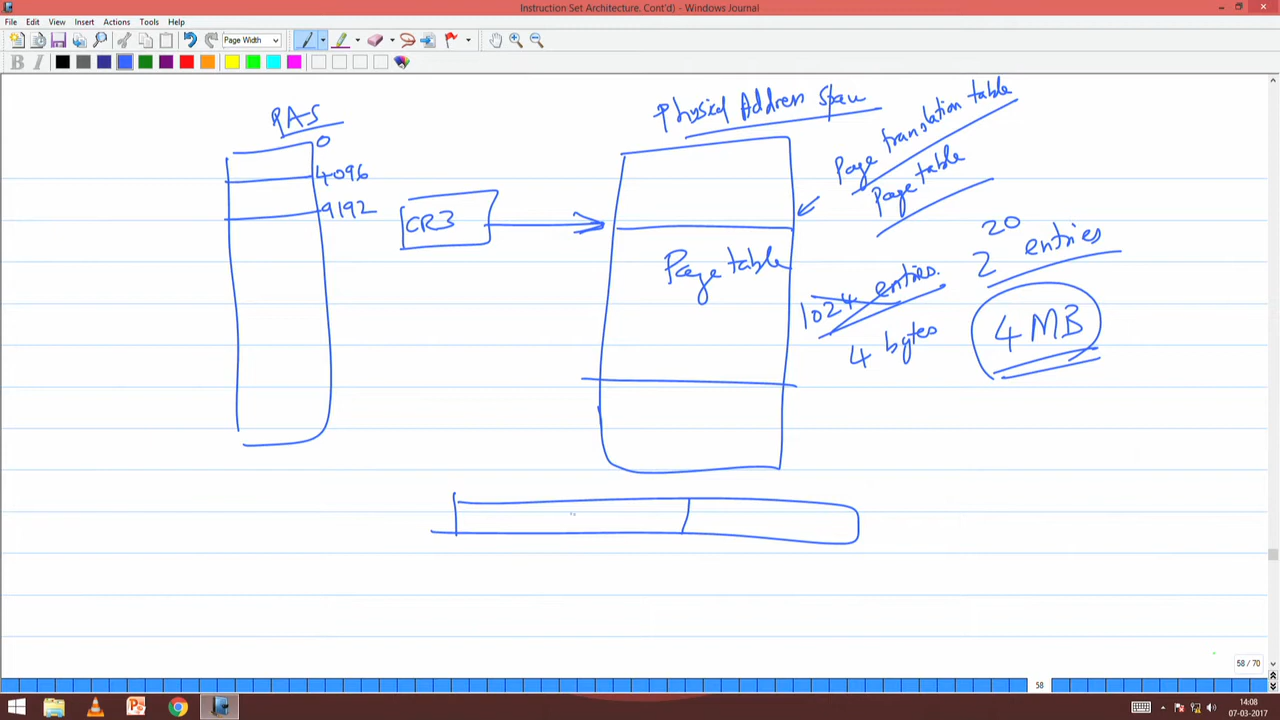 Instruction Set Architecture. Cont'd) - Windows Journal
File Edit View Insert Actions Tools Help
Page Width
B I
PAS
0
4096
9192
CR3
Physical Address Space
Page table
Page translation table
Page table
1024 entries.
4 bytes
2^20 entries
4 MB
58 / 70
58
14:08
07-03-2017